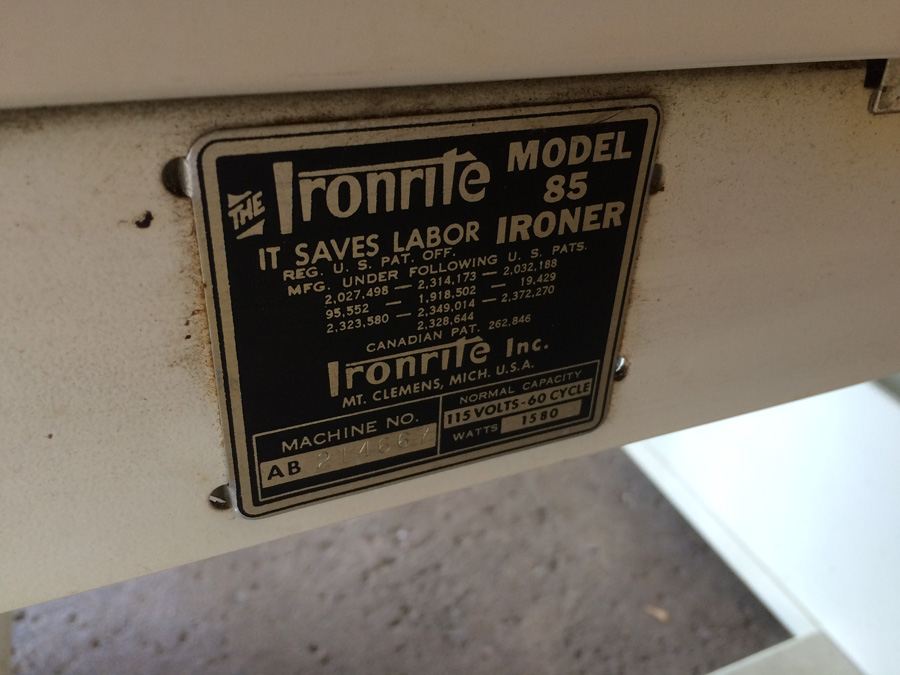 THE Ironrite MODEL 85 IRONER
IT SAVES LABOR
REG. U. S. PAT. OFF.
MFG. UNDER FOLLOWING U. S. PATS.
2,027,498 — 2,314,173 — 2,032,188
95,552 — 1,918,502 — 19,429
2,323,580 — 2,349,014 — 2,372,270
2,328,644
CANADIAN PAT. 262,846
Ironrite Inc.
MT. CLEMENS, MICH. U.S.A.
MACHINE NO.
AB
NORMAL CAPACITY
115 VOLTS-60 CYCLE
WATTS 1580